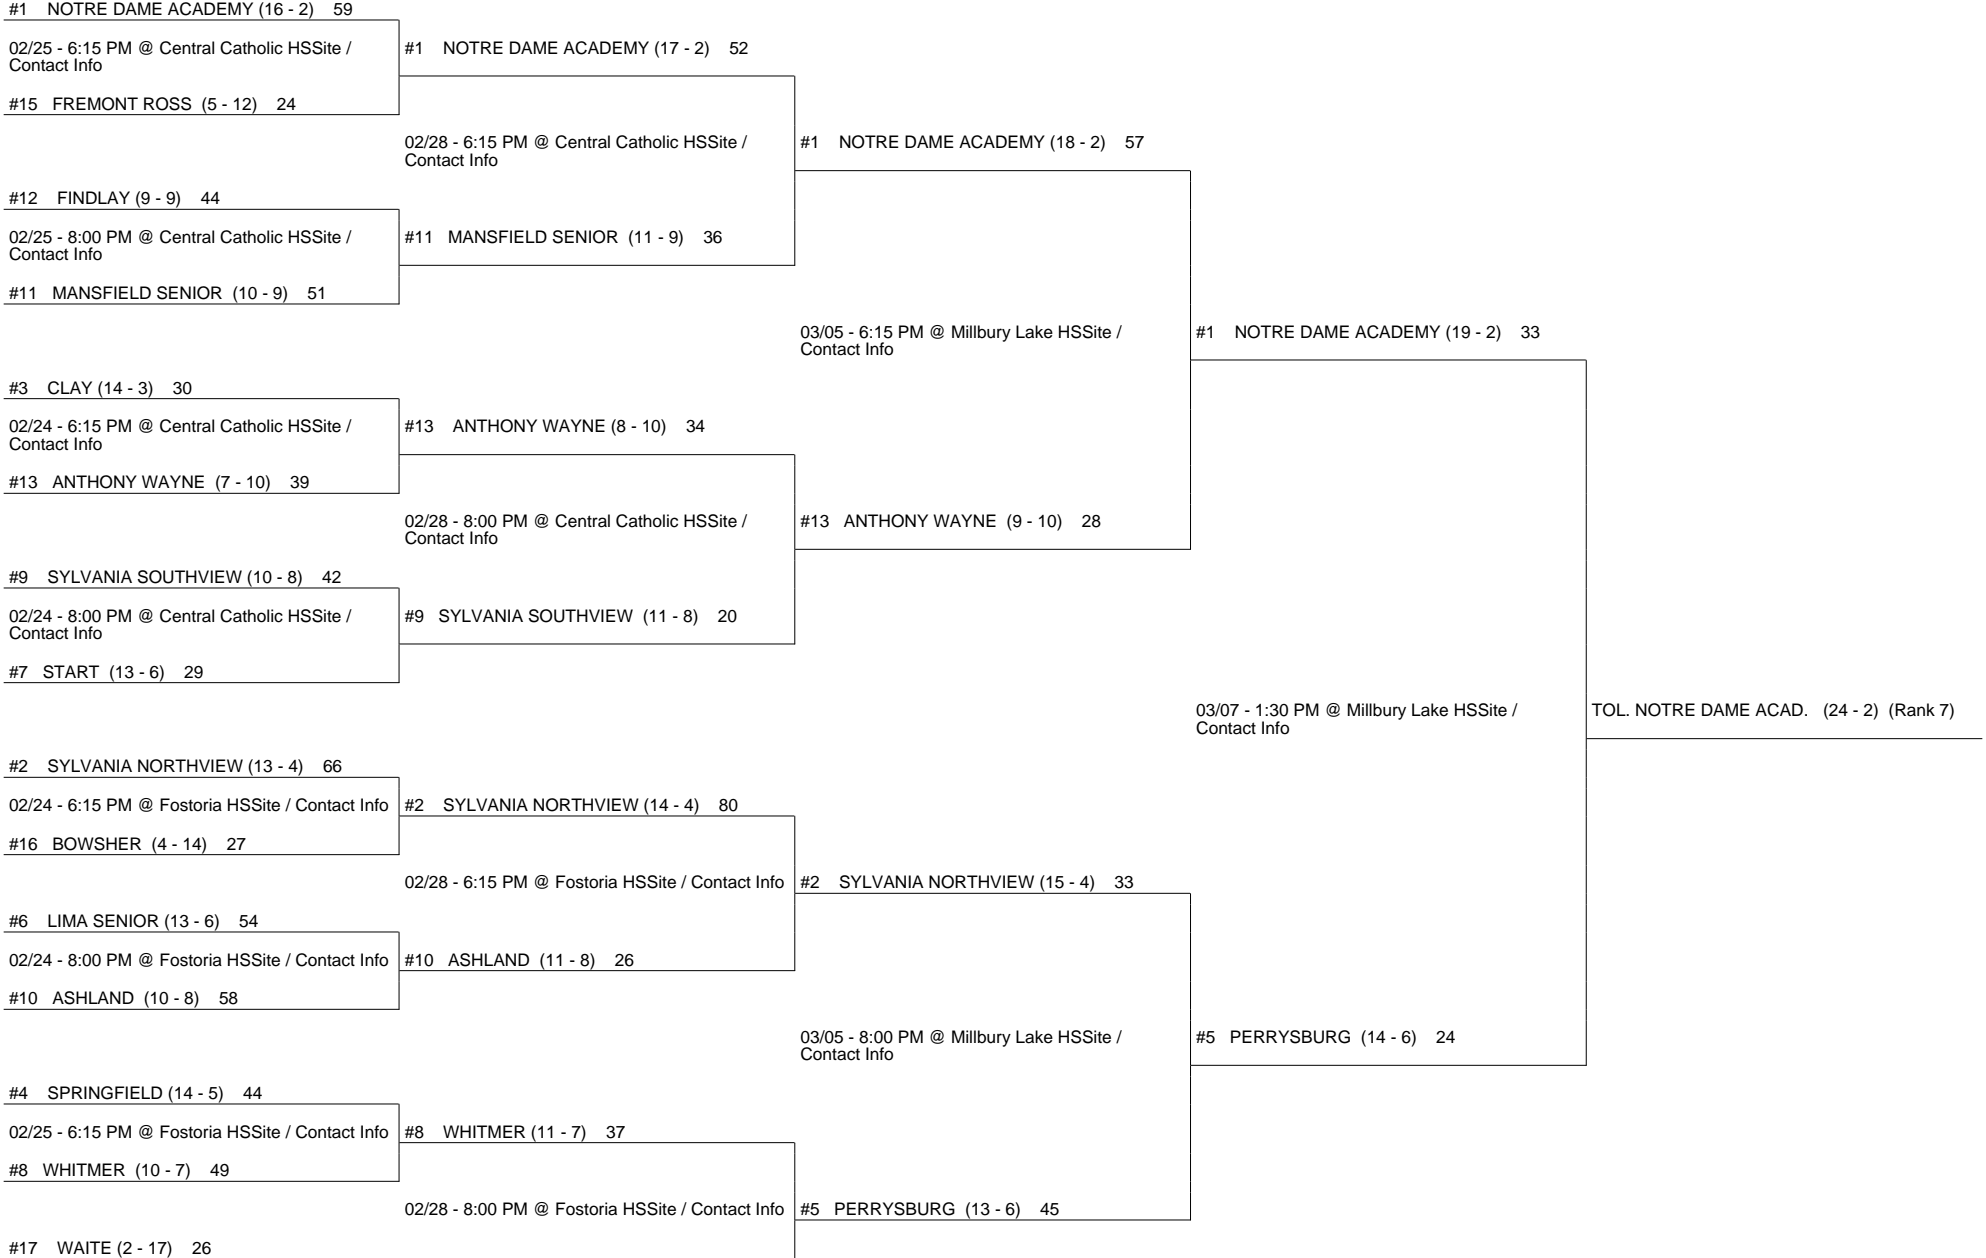 #1 NOTRE DAME ACADEMY (16 - 2) 59
02/25 - 6:15 PM @ Central Catholic HSSite /
Contact Info
#15 FREMONT ROSS (5 - 12) 24
#12 FINDLAY (9 - 9) 44
02/25 - 8:00 PM @ Central Catholic HSSite /
Contact Info
#11 MANSFIELD SENIOR (10 - 9) 51
#3 CLAY (14 - 3) 30
02/24 - 6:15 PM @ Central Catholic HSSite /
Contact Info
#13 ANTHONY WAYNE (7 - 10) 39
#9 SYLVANIA SOUTHVIEW (10 - 8) 42
02/24 - 8:00 PM @ Central Catholic HSSite /
Contact Info
#7 START (13 - 6) 29
#2 SYLVANIA NORTHVIEW (13 - 4) 66
02/24 - 6:15 PM @ Fostoria HSSite / Contact Info
#16 BOWSHER (4 - 14) 27
#6 LIMA SENIOR (13 - 6) 54
02/24 - 8:00 PM @ Fostoria HSSite / Contact Info
#10 ASHLAND (10 - 8) 58
#4 SPRINGFIELD (14 - 5) 44
02/25 - 6:15 PM @ Fostoria HSSite / Contact Info
#8 WHITMER (10 - 7) 49
#17 WAITE (2 - 17) 26
#1 NOTRE DAME ACADEMY (17 - 2) 52
02/28 - 6:15 PM @ Central Catholic HSSite /
Contact Info
#11 MANSFIELD SENIOR (11 - 9) 36
#13 ANTHONY WAYNE (8 - 10) 34
02/28 - 8:00 PM @ Central Catholic HSSite /
Contact Info
#9 SYLVANIA SOUTHVIEW (11 - 8) 20
#2 SYLVANIA NORTHVIEW (14 - 4) 80
02/28 - 6:15 PM @ Fostoria HSSite / Contact Info
#10 ASHLAND (11 - 8) 26
#8 WHITMER (11 - 7) 37
02/28 - 8:00 PM @ Fostoria HSSite / Contact Info
#1 NOTRE DAME ACADEMY (18 - 2) 57
03/05 - 6:15 PM @ Millbury Lake HSSite /
Contact Info
#13 ANTHONY WAYNE (9 - 10) 28
#2 SYLVANIA NORTHVIEW (15 - 4) 33
03/05 - 8:00 PM @ Millbury Lake HSSite /
Contact Info
#5 PERRYSBURG (13 - 6) 45
#1 NOTRE DAME ACADEMY (19 - 2) 33
03/07 - 1:30 PM @ Millbury Lake HSSite /
Contact Info
#5 PERRYSBURG (14 - 6) 24
TOL. NOTRE DAME ACAD. (24 - 2) (Rank 7)